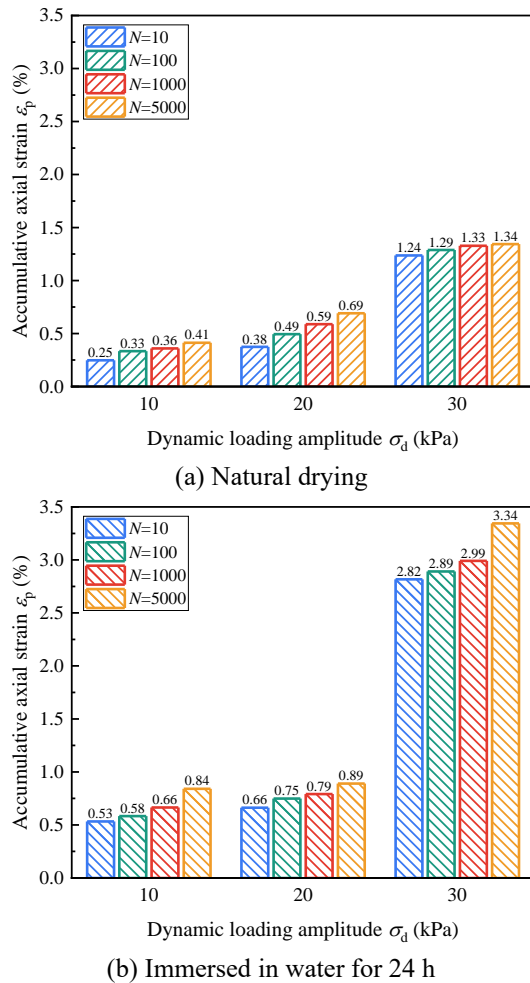 3.5
3.0
2.5
2.0
1.5
1.0
0.5
0.0
Accumulative axial strain εp (%)
N=10
N=100
N=1000
N=5000
0.25 0.33 0.36 0.41
0.38 0.49 0.59 0.69
1.24 1.29 1.33 1.34
10 20 30
Dynamic loading amplitude σd (kPa)
(a) Natural drying
3.5
3.0
2.5
2.0
1.5
1.0
0.5
0.0
Accumulative axial strain εp (%)
N=10
N=100
N=1000
N=5000
0.53 0.58 0.66 0.84
0.66 0.75 0.79 0.89
2.82 2.89 2.99 3.34
10 20 30
Dynamic loading amplitude σd (kPa)
(b) Immersed in water for 24 h